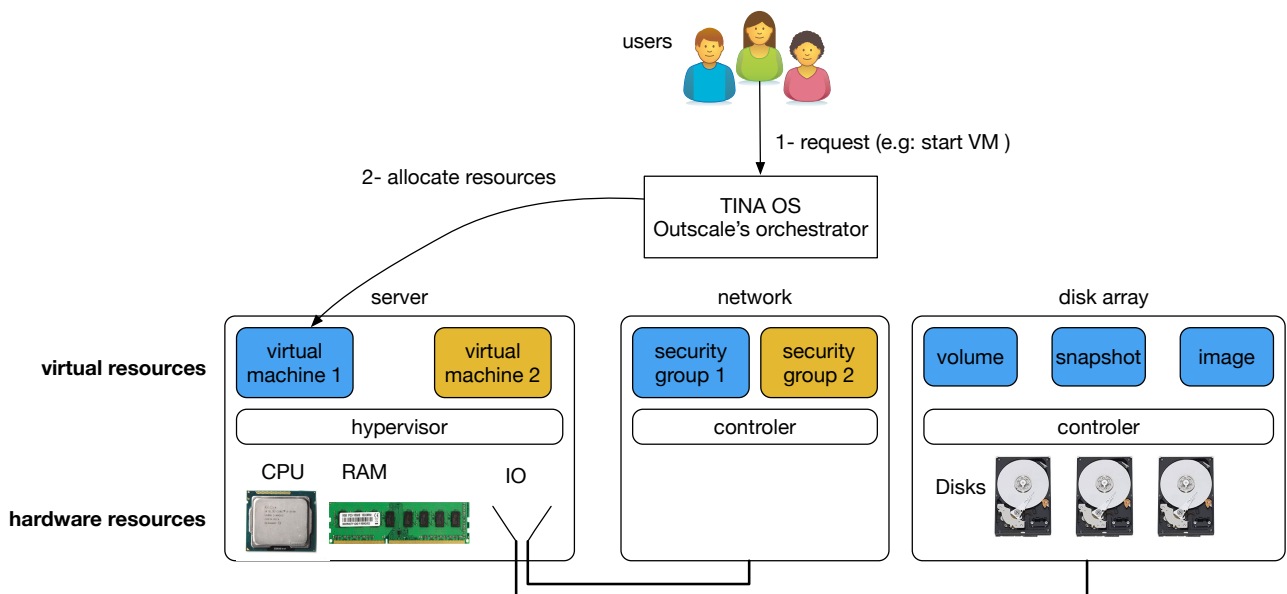 users
1- request (e.g: start VM )
2- allocate resources
TINA OS
Outscale's orchestrator
server
network
disk array
virtual resources
virtual
machine 1
virtual
machine 2
security
group 1
security
group 2
volume
snapshot
image
hypervisor
controler
controler
CPU
RAM
IO
Disks
hardware resources